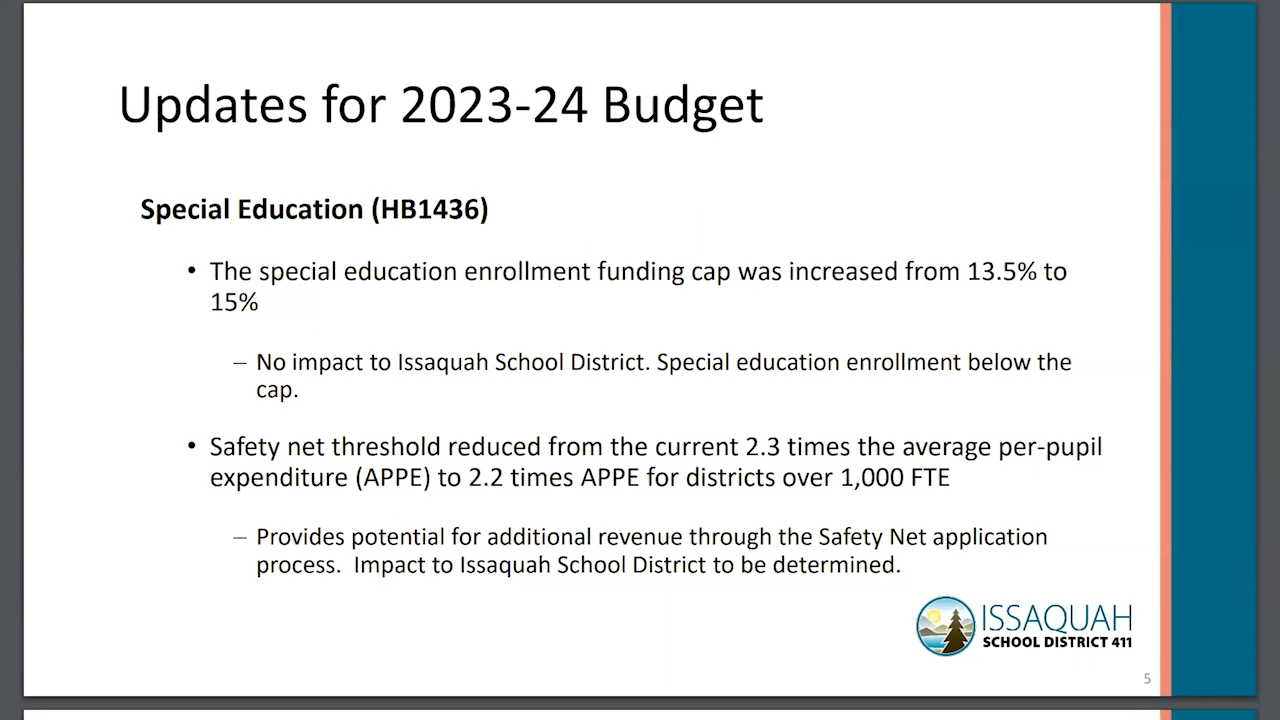 Updates for 2023-24 Budget
Special Education (HB1436)
• The special education enrollment funding cap was increased from 13.5% to
15%
– No impact to Issaquah School District. Special education enrollment below the
cap.
• Safety net threshold reduced from the current 2.3 times the average per-pupil
expenditure (APPE) to 2.2 times APPE for districts over 1,000 FTE
– Provides potential for additional revenue through the Safety Net application
process.  Impact to Issaquah School District to be determined.
ISSAQUAH
SCHOOL DISTRICT 411
5